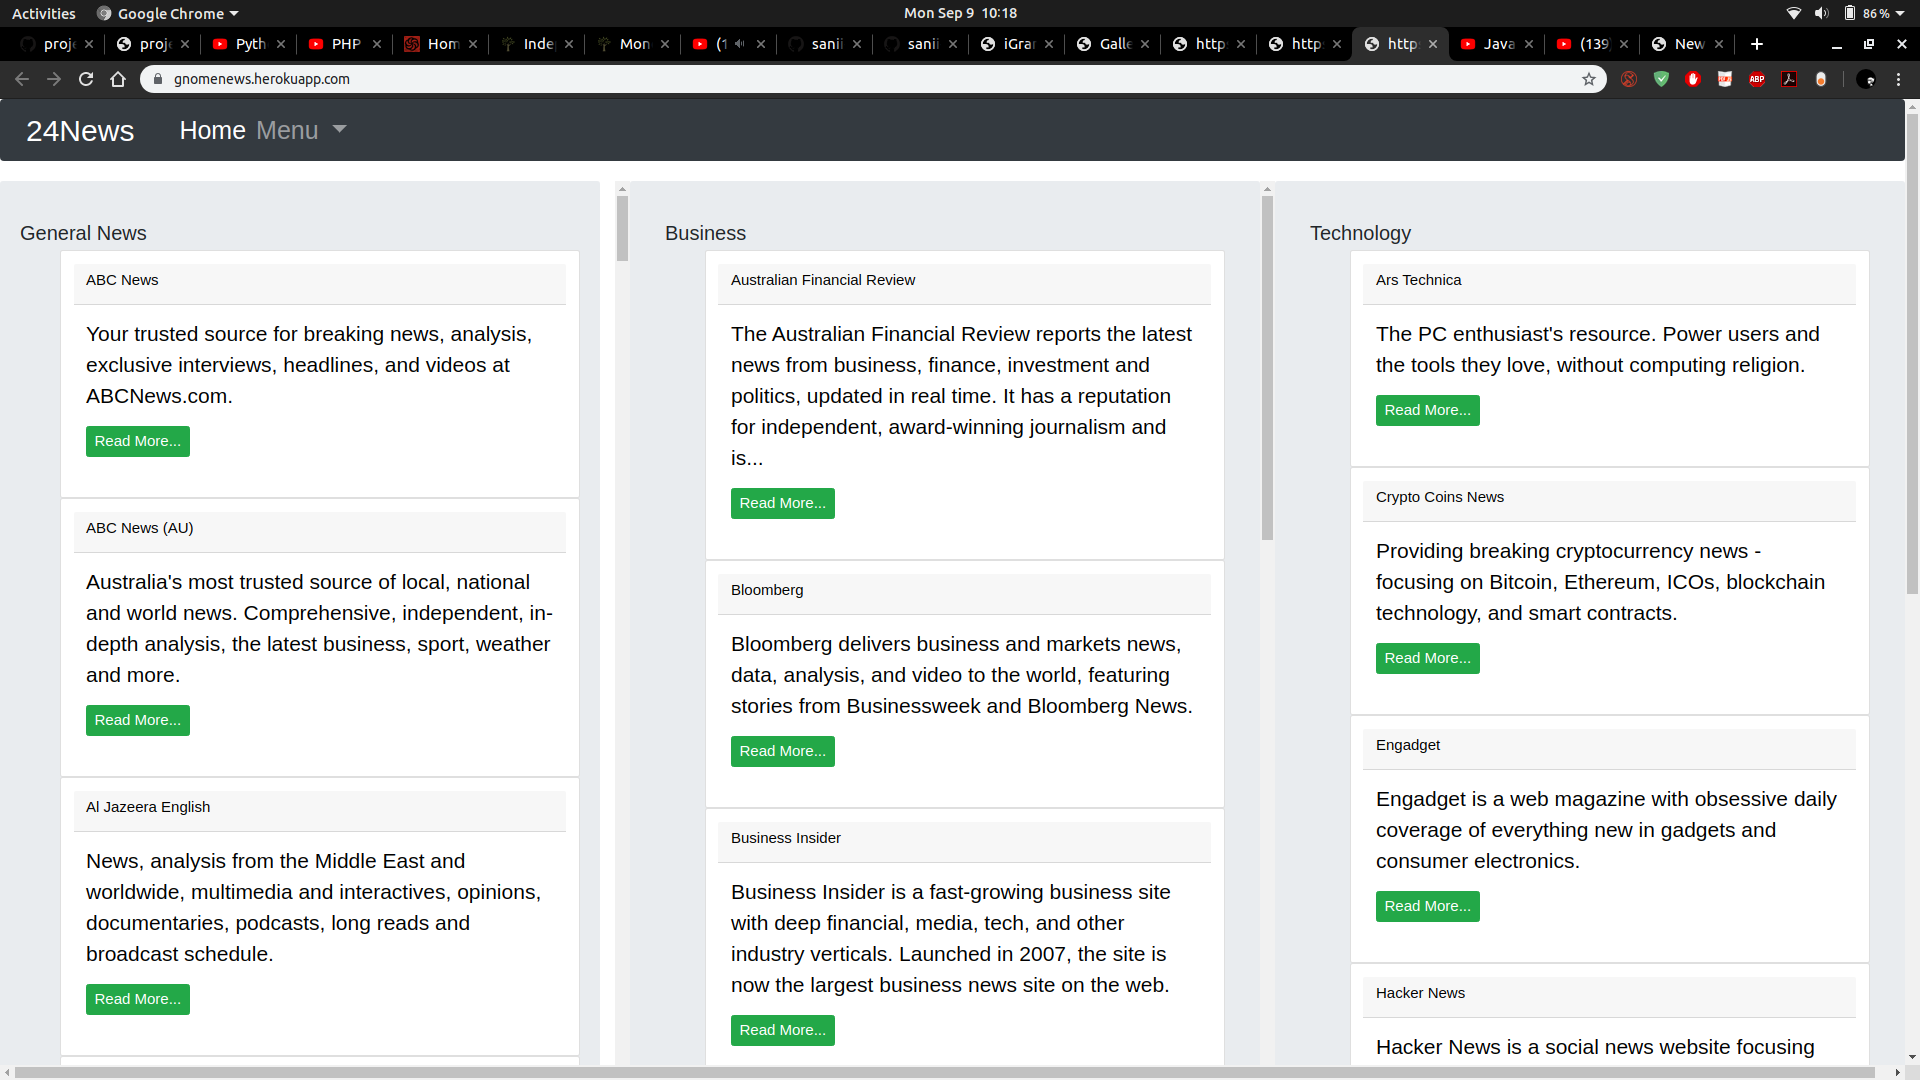 Activities
Google Chrome
Mon Sep 9 10:18
86%
proje
proje
Pyth
PHP
Hom
Inde
Mon
(1
sanii
sanii
iGra
Galle
http
http
http
Java
(139
New
gnomenews.herokuapp.com
ABP
24News
Home
Menu
General News
ABC News
Your trusted source for breaking news, analysis,
exclusive interviews, headlines, and videos at
ABCNews.com.
Read More...
ABC News (AU)
Australia's most trusted source of local, national
and world news. Comprehensive, independent, in-
depth analysis, the latest business, sport, weather
and more.
Read More...
Al Jazeera English
News, analysis from the Middle East and
worldwide, multimedia and interactives, opinions,
documentaries, podcasts, long reads and
broadcast schedule.
Read More...
Business
Australian Financial Review
The Australian Financial Review reports the latest
news from business, finance, investment and
politics, updated in real time. It has a reputation
for independent, award-winning journalism and
is...
Read More...
Bloomberg
Bloomberg delivers business and markets news,
data, analysis, and video to the world, featuring
stories from Businessweek and Bloomberg News.
Read More...
Business Insider
Business Insider is a fast-growing business site
with deep financial, media, tech, and other
industry verticals. Launched in 2007, the site is
now the largest business news site on the web.
Read More...
Technology
Ars Technica
The PC enthusiast's resource. Power users and
the tools they love, without computing religion.
Read More...
Crypto Coins News
Providing breaking cryptocurrency news -
focusing on Bitcoin, Ethereum, ICOs, blockchain
technology, and smart contracts.
Read More...
Engadget
Engadget is a web magazine with obsessive daily
coverage of everything new in gadgets and
consumer electronics.
Read More...
Hacker News
Hacker News is a social news website focusing